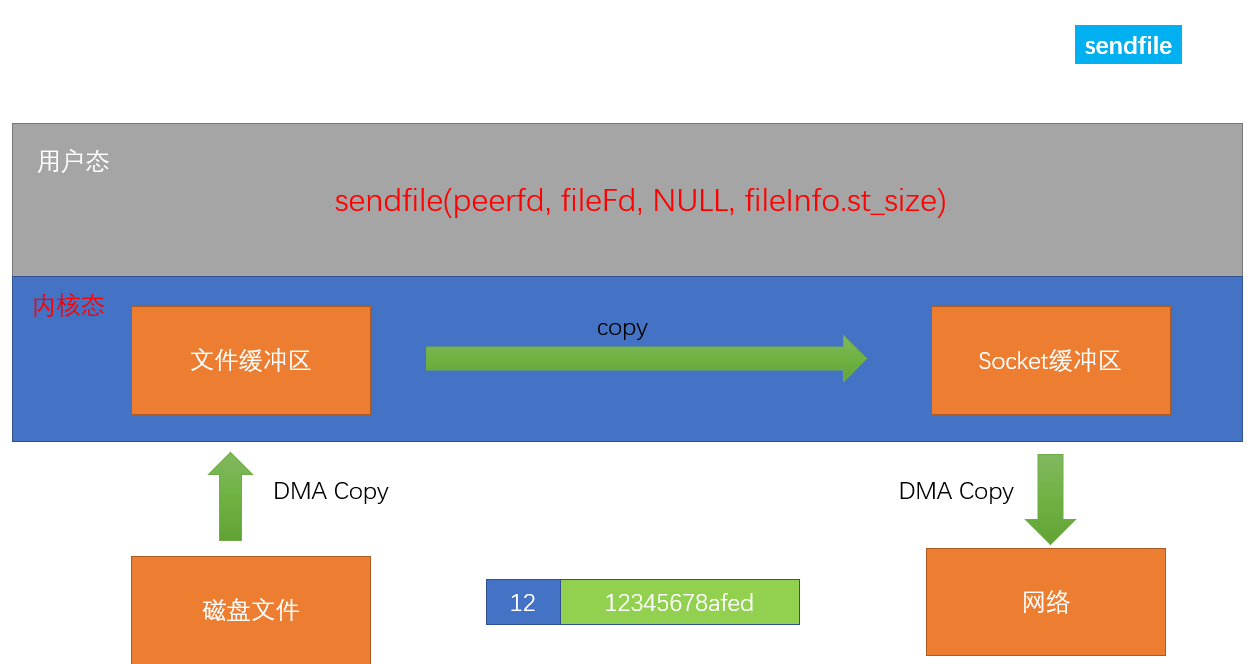 sendfile
用户态
sendfile(peerfd, fileFd, NULL, fileInfo.st_size)
内核态
copy
文件缓冲区
Socket缓冲区
DMA Copy
DMA Copy
磁盘文件
12
12345678afed
网络